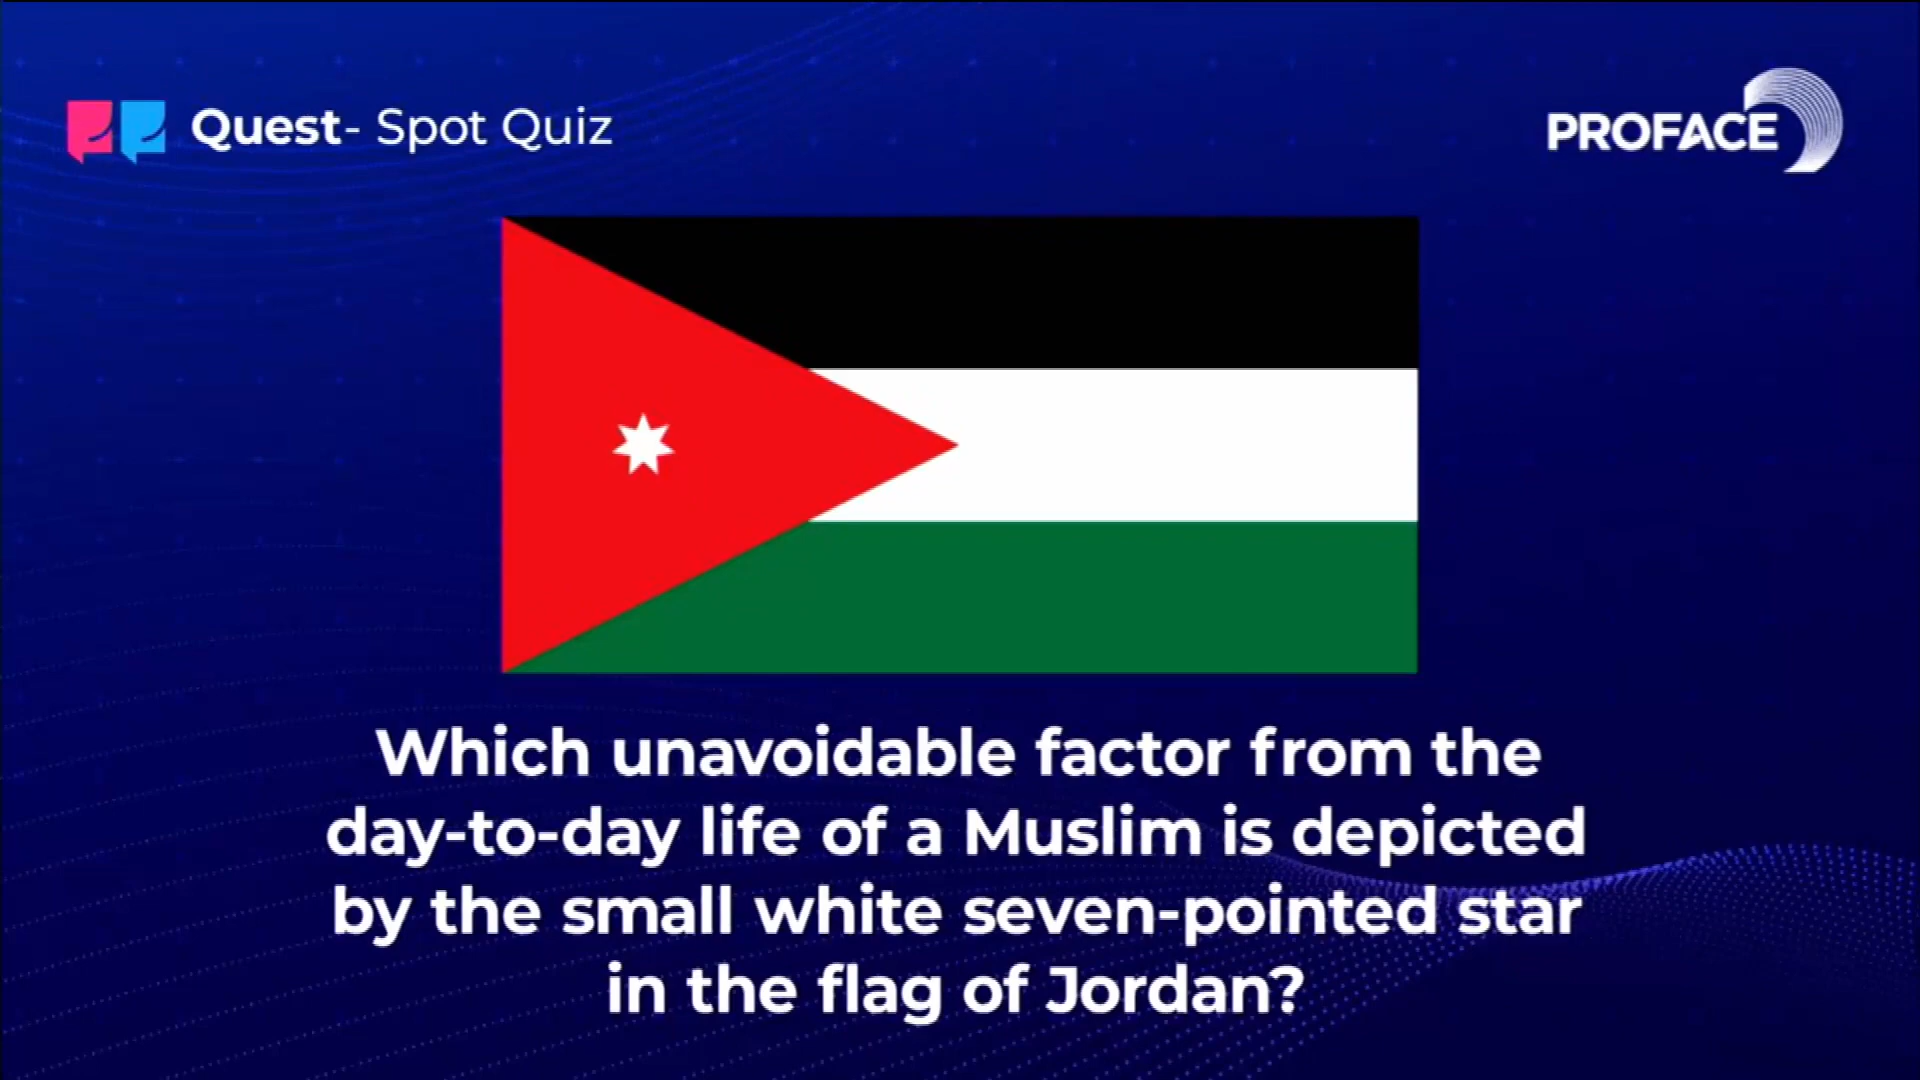 Quest- Spot Quiz
PROFACE
Which unavoidable factor from the
day-to-day life of a Muslim is depicted
by the small white seven-pointed star
in the flag of Jordan?